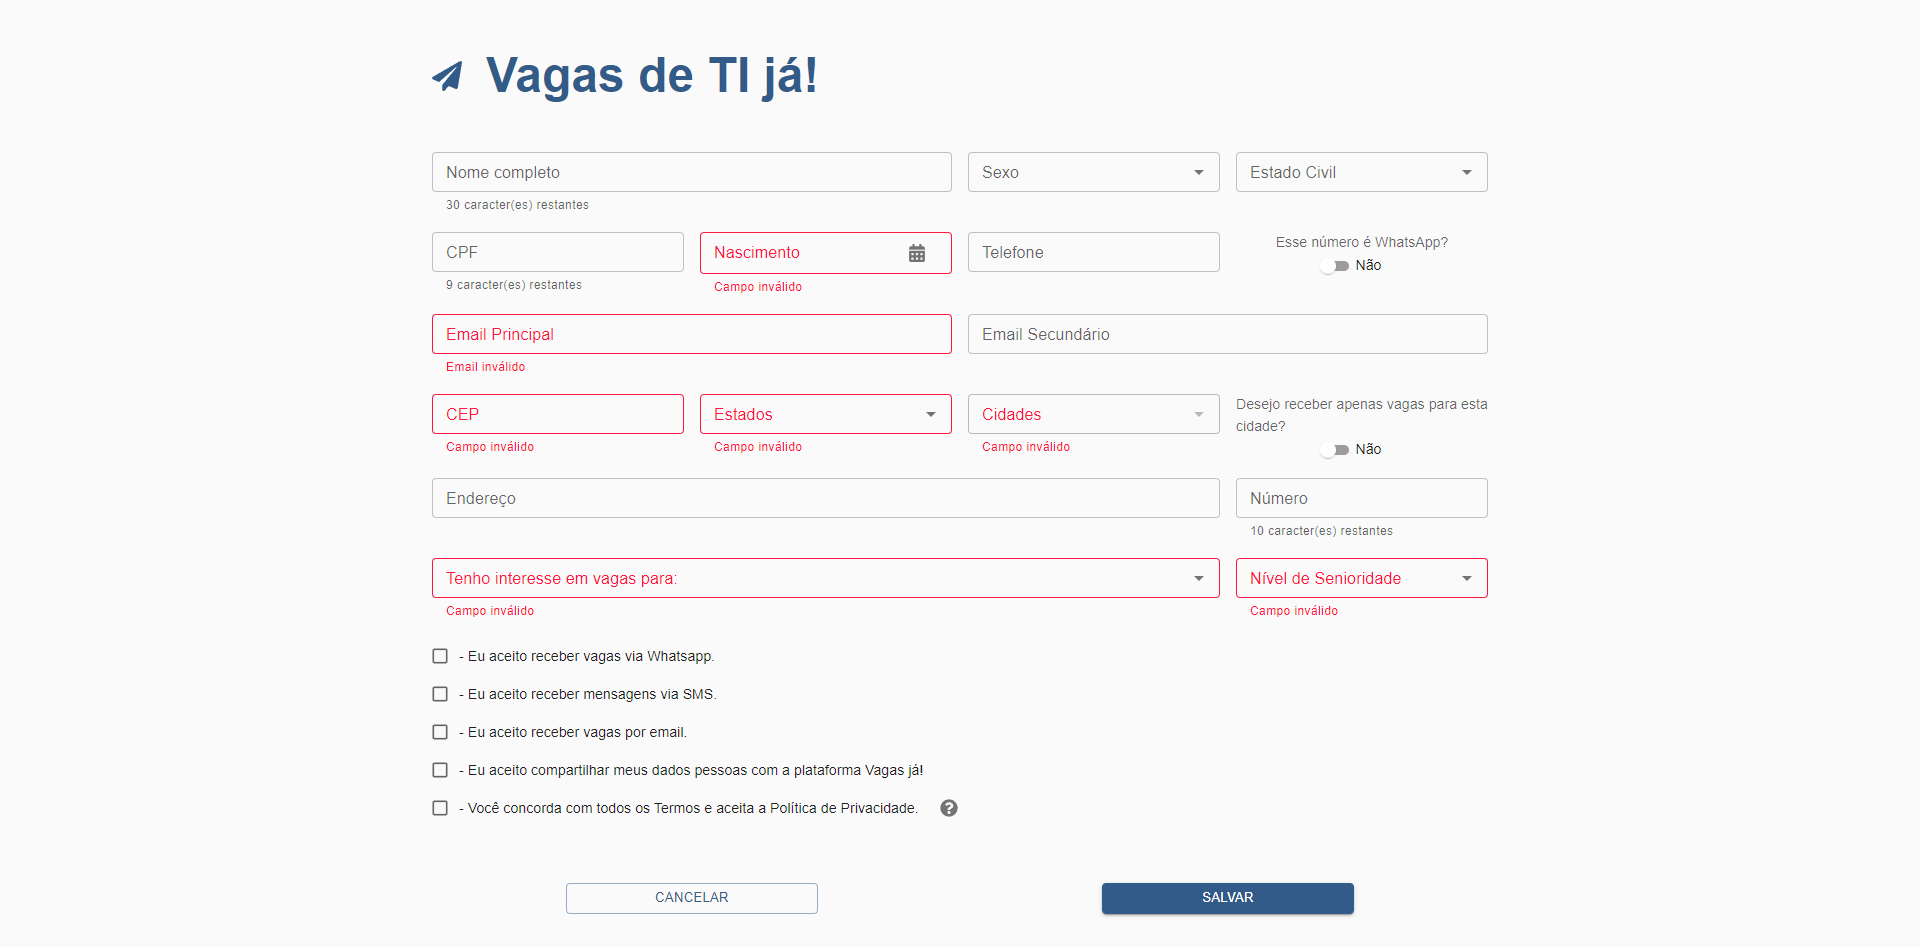 Vagas de TI já!
Nome completo
Sexo
Estado Civil
30 caracter(es) restantes
CPF
Nascimento
Telefone
Esse número é WhatsApp?
Não
9 caracter(es) restantes
Campo inválido
Email Principal
Email Secundário
Email inválido
CEP
Estados
Cidades
Desejo receber apenas vagas para esta
cidade?
Não
Campo inválido
Campo inválido
Campo inválido
Endereço
Número
10 caracter(es) restantes
Tenho interesse em vagas para:
Nível de Senioridade
Campo inválido
Campo inválido
- Eu aceito receber vagas via Whatsapp.
- Eu aceito receber mensagens via SMS.
- Eu aceito receber vagas por email.
- Eu aceito compartilhar meus dados pessoas com a plataforma Vagas já!
- Você concorda com todos os Termos e aceita a Política de Privacidade.
CANCELAR
SALVAR